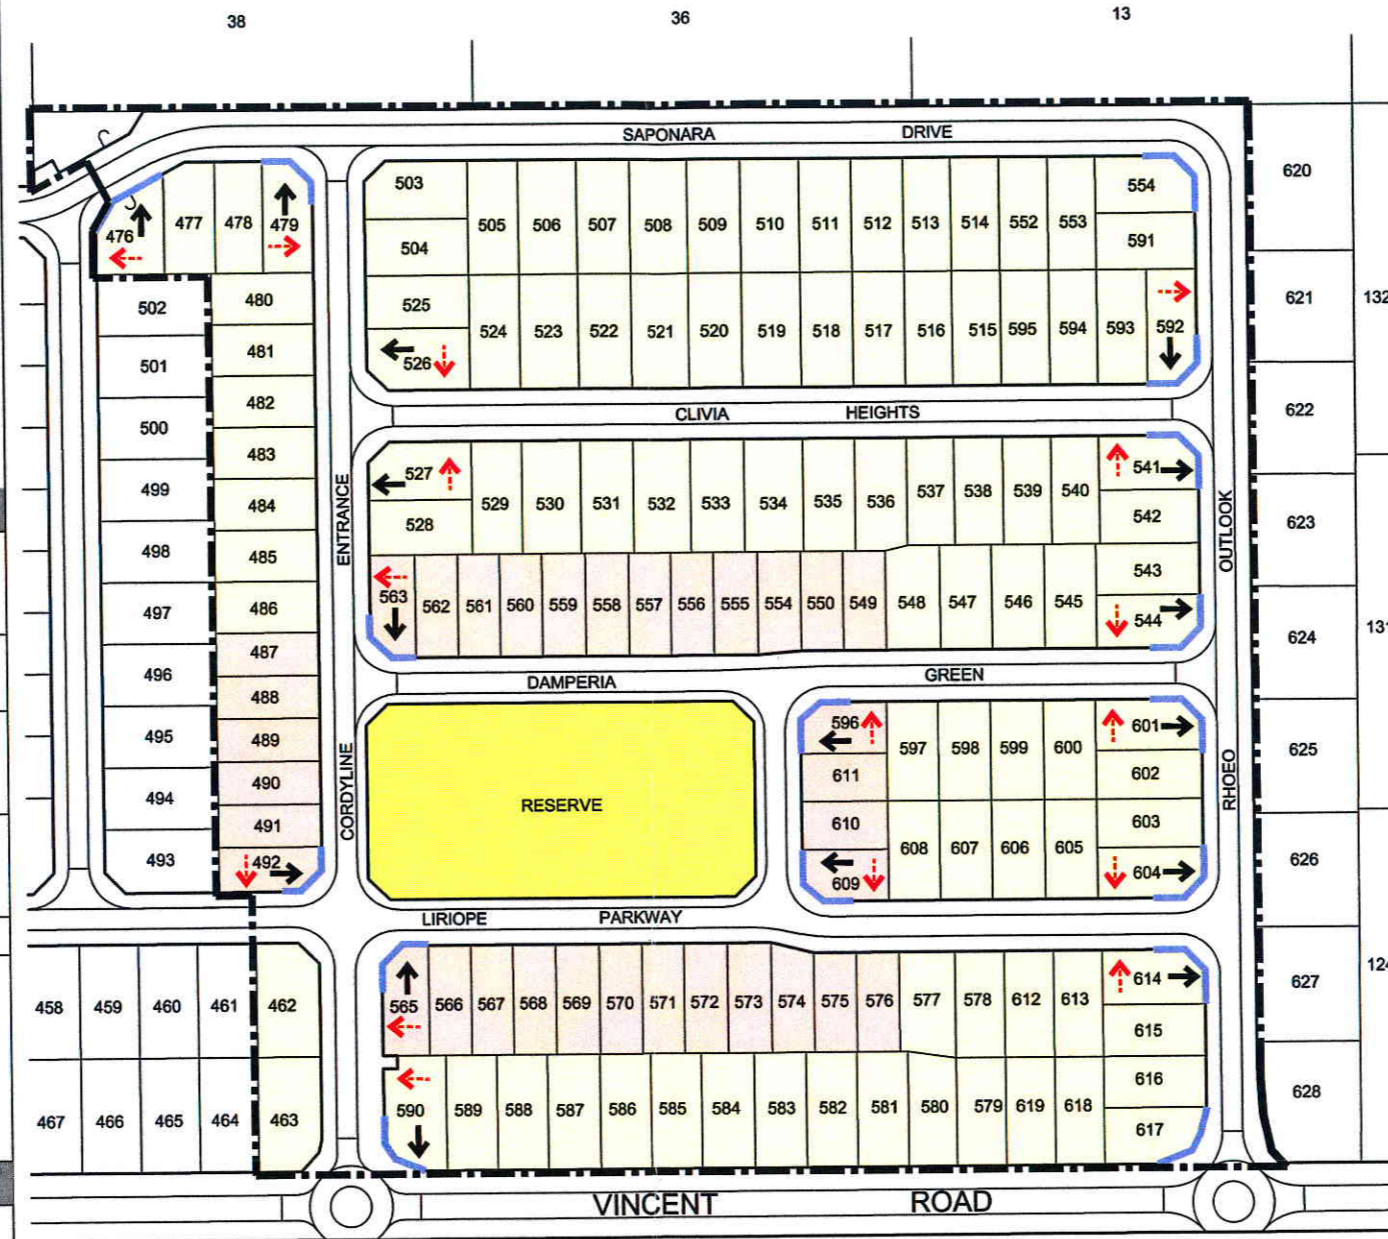 38 36 13
SAPONARA DRIVE
503 554 620
476 477 478 479 505 506 507 508 509 510 511 512 513 514 552 553
504 591
502 480 525 592 621 132
524 523 522 521 520 519 518 517 516 515 595 594 593
501 481 526
482 CLIVIA HEIGHTS 622
500
483 527 541
499 529 530 531 532 533 534 535 536 537 538 539 540
484 528 542 623
ENTRANCE OUTLOOK
498 485 543
497 486 563 562 561 560 559 558 557 556 555 554 550 549 548 547 546 545 544
487 624 131
496 488 DAMPERIA GREEN
495 489 596 597 598 599 600 601 625
490 611 602
CORDYLINE RHOEO
494 RESERVE
491 610 603
493 492 609 608 607 606 605 604 626
LIRIOPE PARKWAY
458 459 460 461 462 565 566 567 568 569 570 571 572 573 574 575 576 577 578 612 613 614 627 124
615
616
467 466 465 464 463 590 589 588 587 586 585 584 583 582 581 580 579 619 618 617 628
VINCENT ROAD